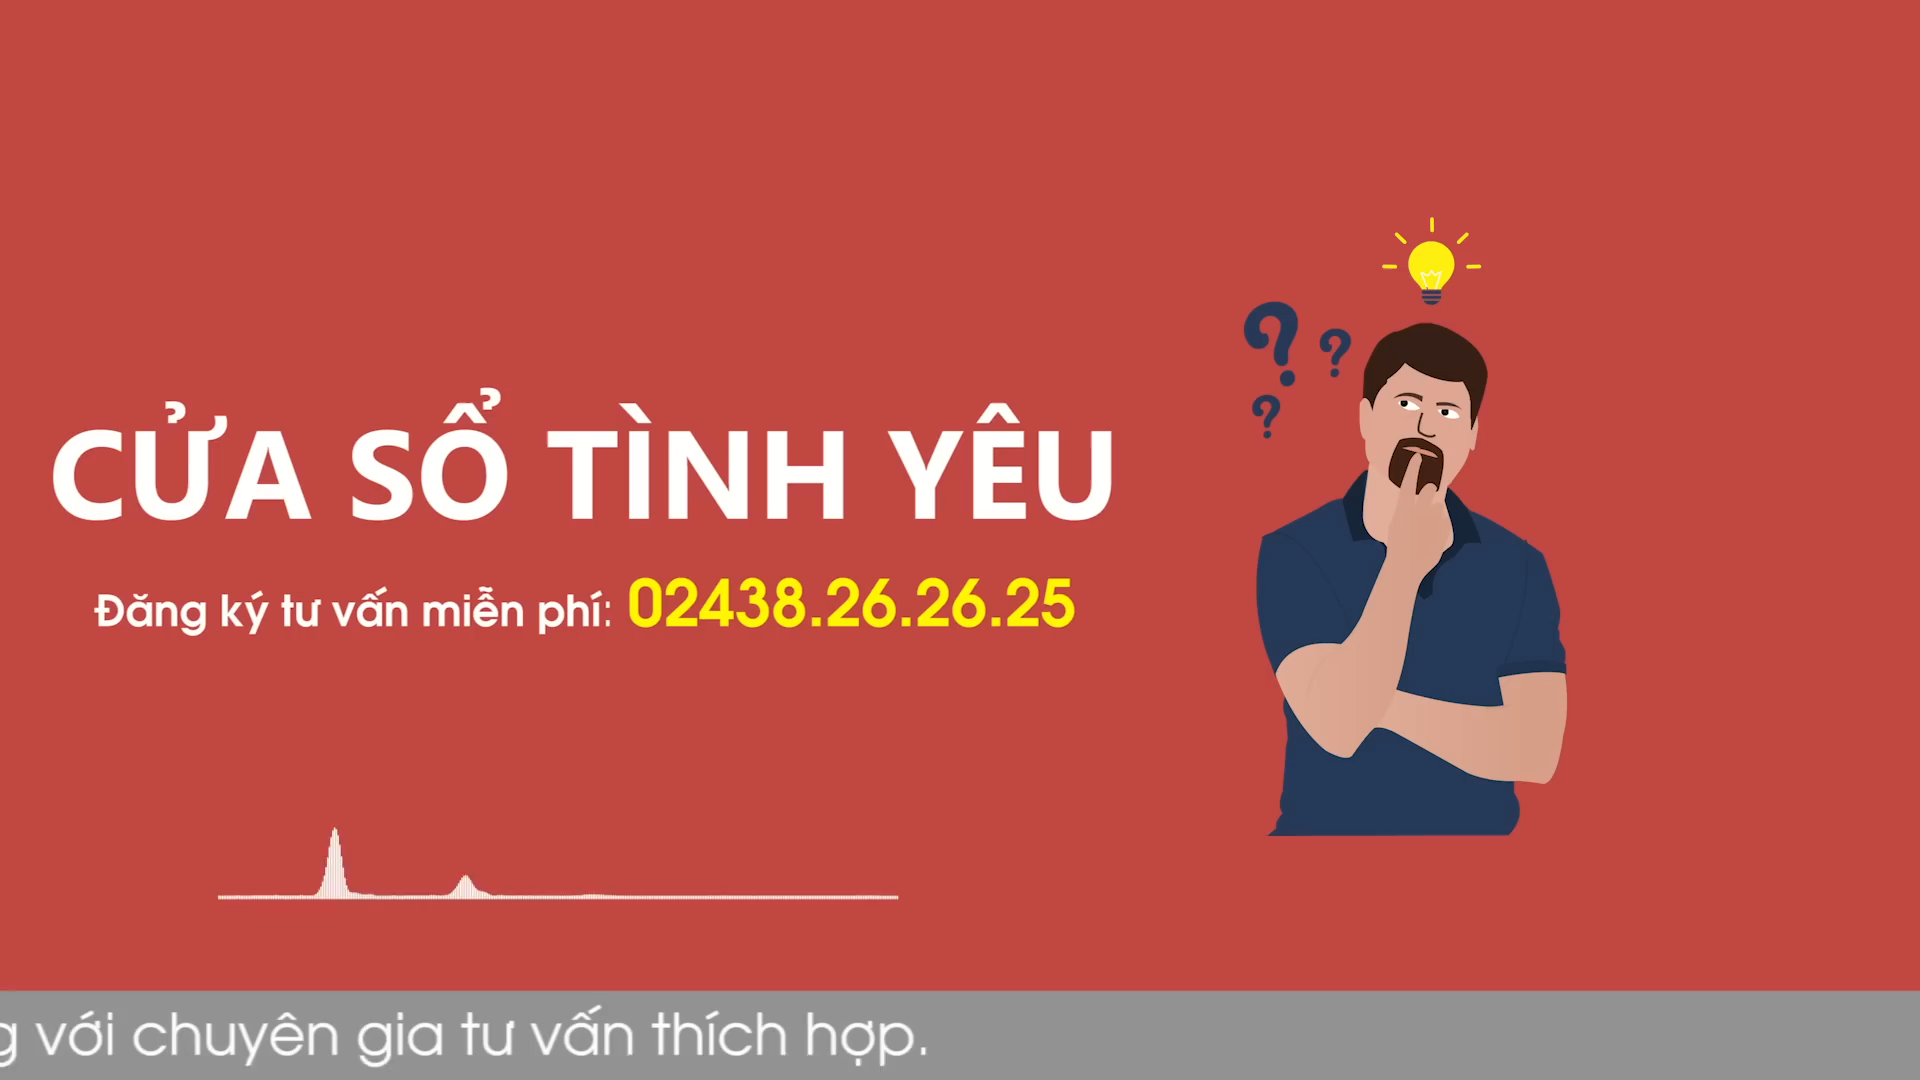 CỬA SỔ TÌNH YÊU
Đăng ký tư vấn miễn phí: 02438.26.26.25
với chuyên gia tư vấn thích hợp.